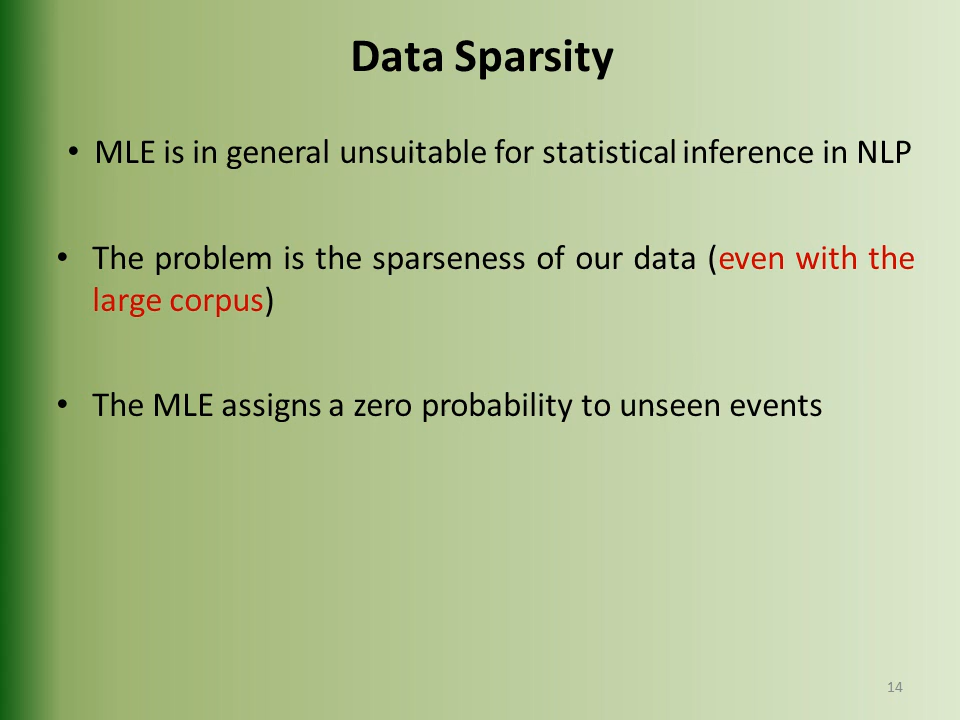 Data Sparsity
• MLE is in general unsuitable for statistical inference in NLP
• The problem is the sparseness of our data (even with the
large corpus)
• The MLE assigns a zero probability to unseen events
14